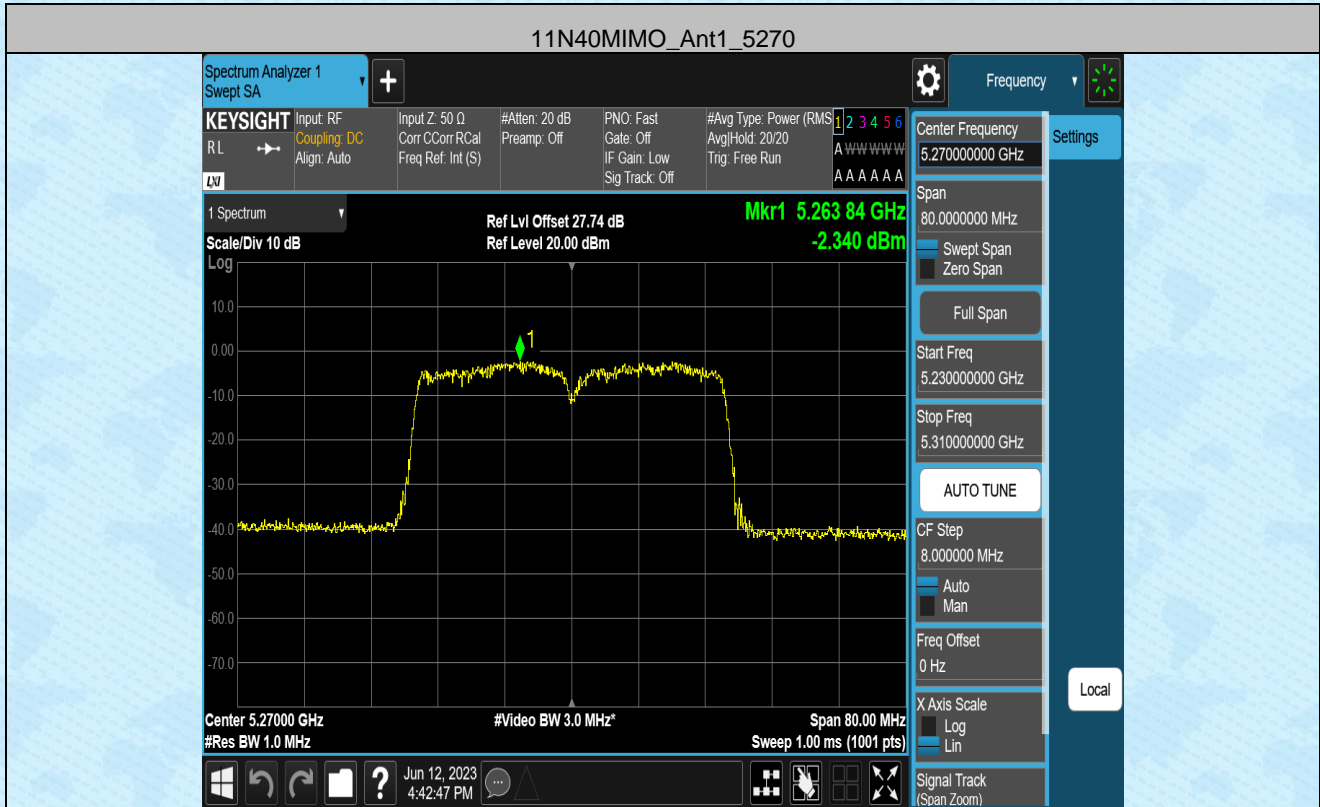 11N40MIMO_Ant1_5270
Spectrum Analyzer 1
Swept SA
+
Frequency
KEYSIGHT
R L
LXI
Input: RF
Coupling: DC
Align: Auto
Input Z: 50 Ω
Corr CCorr RCal
Freq Ref: Int (S)
#Atten: 20 dB
Preamp: Off
PNO: Fast
Gate: Off
IF Gain: Low
Sig Track: Off
#Avg Type: Power (RMS
Avg|Hold: 20/20
Trig: Free Run
1 2 3 4 5 6
A W W W W W
A A A A A A
1 Spectrum
Scale/Div 10 dB
Log
Ref Lvl Offset 27.74 dB
Ref Level 20.00 dBm
Mkr1 5.263 84 GHz
-2.340 dBm
1
10.0
0.00
-10.0
-20.0
-30.0
-40.0
-50.0
-60.0
-70.0
Center 5.27000 GHz
#Res BW 1.0 MHz
#Video BW 3.0 MHz*
Span 80.00 MHz
Sweep 1.00 ms (1001 pts)
Center Frequency
5.270000000 GHz
Settings
Span
80.0000000 MHz
Swept Span
Zero Span
Full Span
Start Freq
5.230000000 GHz
Stop Freq
5.310000000 GHz
AUTO TUNE
CF Step
8.000000 MHz
Auto
Man
Freq Offset
0 Hz
X Axis Scale
Log
Lin
Local
Signal Track
(Span Zoom)
?
Jun 12, 2023
4:42:47 PM